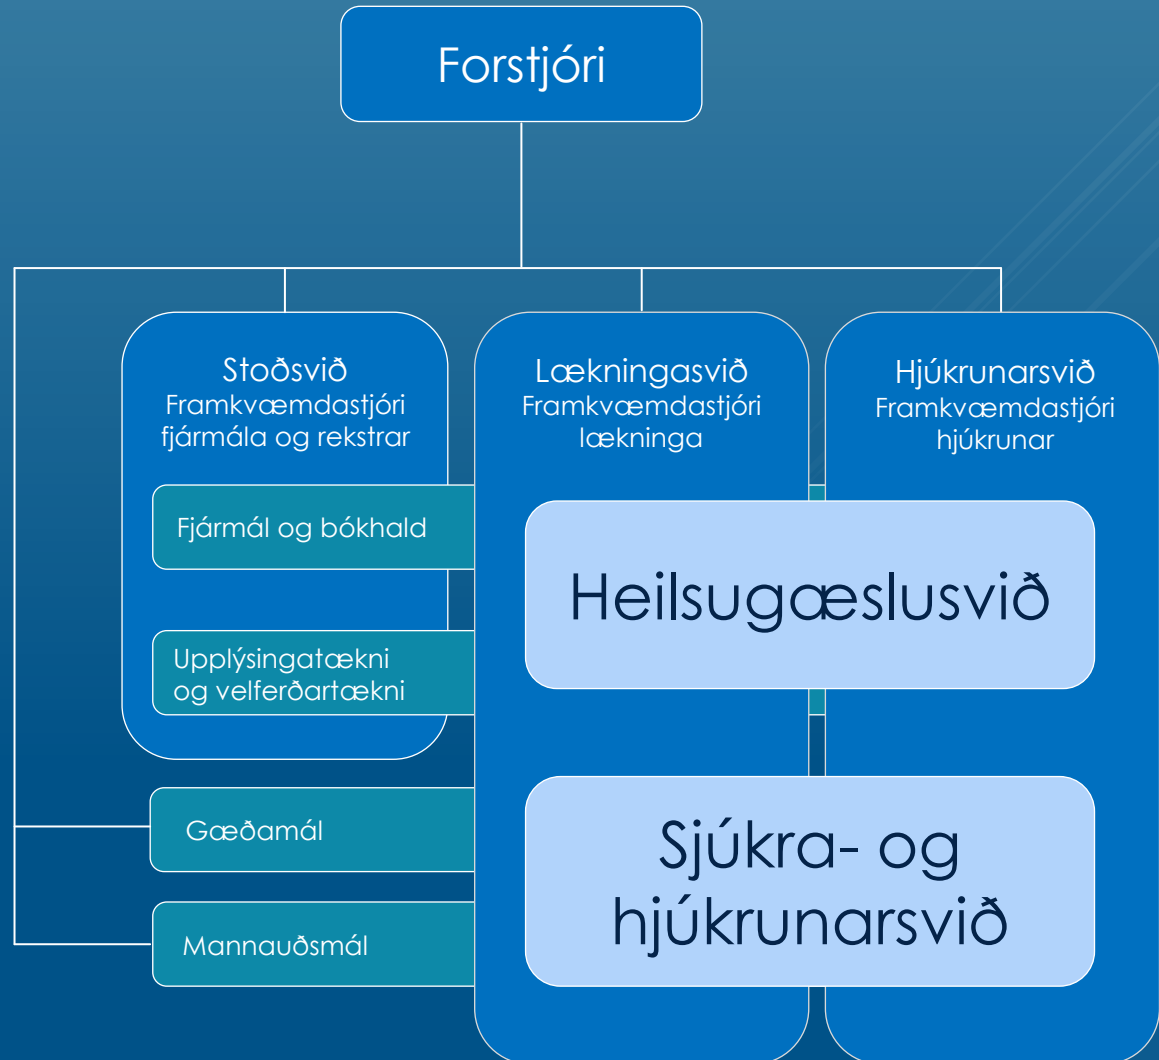 Forstjóri
Stoðsvið
Framkvæmdastjóri
fjármála og rekstrar
Lækningasvið
Framkvæmdastjóri
lækninga
Hjúkrunarsvið
Framkvæmdastjóri
hjúkrunar
Fjármál og bókhald
Heilsugæslusvið
Upplýsingatækni
og velferðartækni
Gæðamál
Sjúkra- og
hjúkrunarsvið
Mannauðsmál